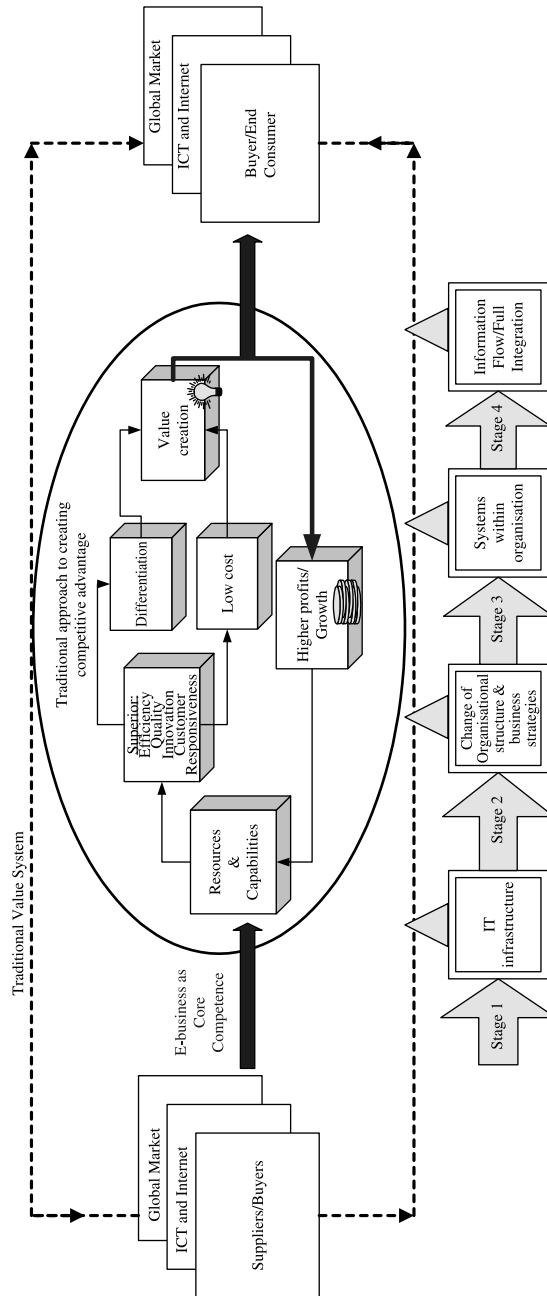 Traditional Value System
Global Market
ICT and Internet
Suppliers/Buyers
E-business as
Core
Competence
Traditional approach to creating
competitive advantage
Resources
&
Capabilities
Superior:
Efficiency
Quality
Innovation
Customer
Responsiveness
Differentiation
Low cost
Value
creation
Higher profits/
Growth
Global Market
ICT and Internet
Buyer/End
Consumer
Stage 1
IT
infrastructure
Stage 2
Change of
Organisational
structure &
business
strategies
Stage 3
Systems
within
organisation
Stage 4
Information
Flow/Full
Integration